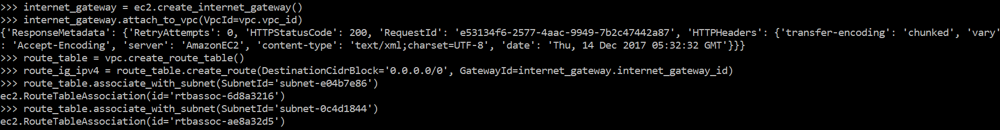 >>> internet_gateway = ec2.create_internet_gateway()
>>> internet_gateway.attach_to_vpc(VpcId=vpc.vpc_id)
{'ResponseMetadata': {'RetryAttempts': 0, 'HTTPStatusCode': 200, 'RequestId': 'e53134f6-2577-4aac-9949-7b2c47442a87', 'HTTPHeaders': {'transfer-encoding': 'chunked', 'vary'
: 'Accept-Encoding', 'server': 'AmazonEC2', 'content-type': 'text/xml;charset=UTF-8', 'date': 'Thu, 14 Dec 2017 05:32:32 GMT'}}}
>>> route_table = vpc.create_route_table()
>>> route_ig_ipv4 = route_table.create_route(DestinationCidrBlock='0.0.0.0/0', GatewayId=internet_gateway.internet_gateway_id)
>>> route_table.associate_with_subnet(SubnetId='subnet-e04b7e86')
ec2.RouteTableAssociation(id='rtbassoc-6d8a3216')
>>> route_table.associate_with_subnet(SubnetId='subnet-0c4d1844')
ec2.RouteTableAssociation(id='rtbassoc-ae8a32d5')